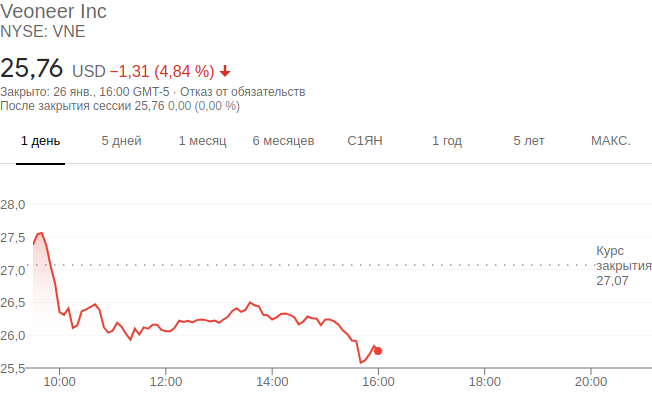 Veoneer Inc
NYSE: VNE
25,76 USD −1,31 (4,84 %)
Закрыто: 26 янв., 16:00 GMT-5 · Отказ от обязательств
После закрытия сессии 25,76 0,00 (0,00 %)
1 день 5 дней 1 месяц 6 месяцев С1ЯН 1 год 5 лет МАКС.
28,0
27,5
Курс
закрытия
27,07
27,0
26,5
26,0
25,5
10:00 12:00 14:00 16:00 18:00 20:00